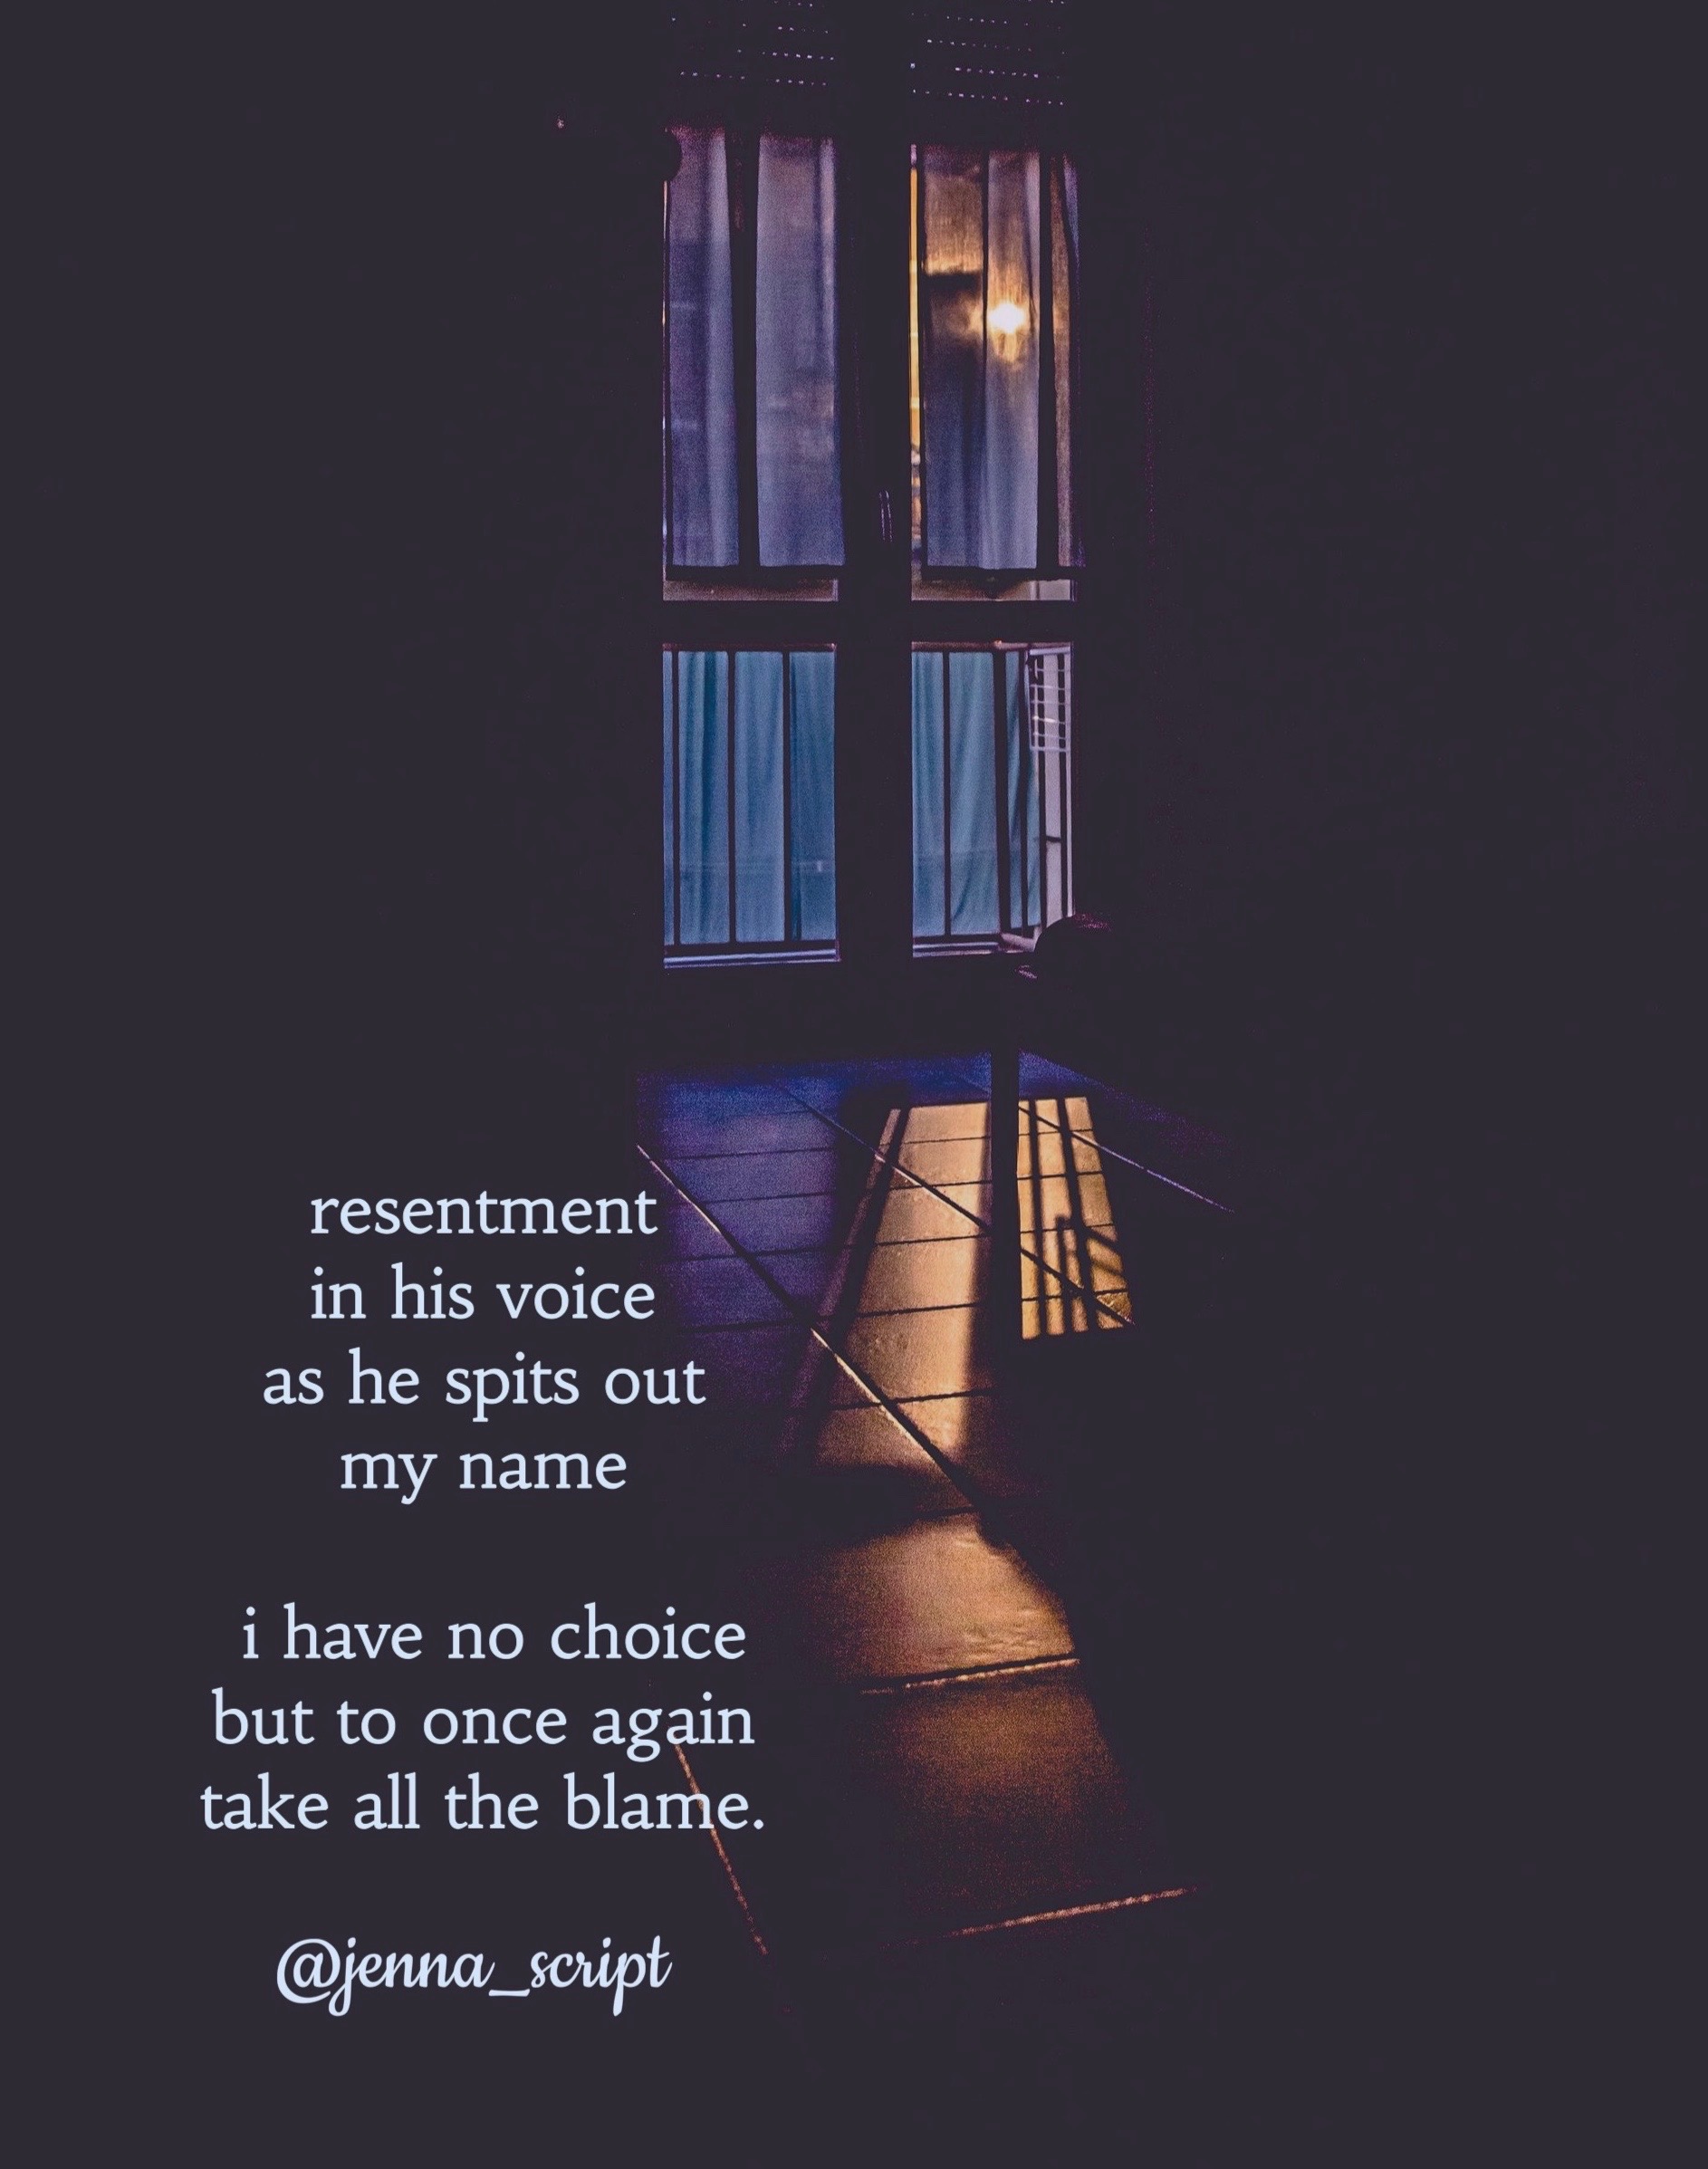 resentment
in his voice
as he spits out
my name
i have no choice
but to once again
take all the blame.
@jenna_script